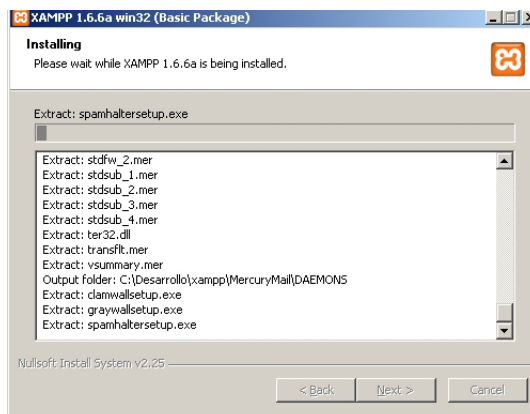 XAMPP 1.6.6a win32 (Basic Package)
Installing
Please wait while XAMPP 1.6.6a is being installed.
Extract: spamhaltersetup.exe
Extract: stdfw_2.mer
Extract: stdsub_1.mer
Extract: stdsub_2.mer
Extract: stdsub_3.mer
Extract: stdsub_4.mer
Extract: ter32.dll
Extract: transflt.mer
Extract: vsummary.mer
Output folder: C:\Desarrollo\xampp\MercuryMail\DAEMONS
Extract: clamwallsetup.exe
Extract: graywallsetup.exe
Extract: spamhaltersetup.exe
Nullsoft Install System v2.25
< Back
Next >
Cancel